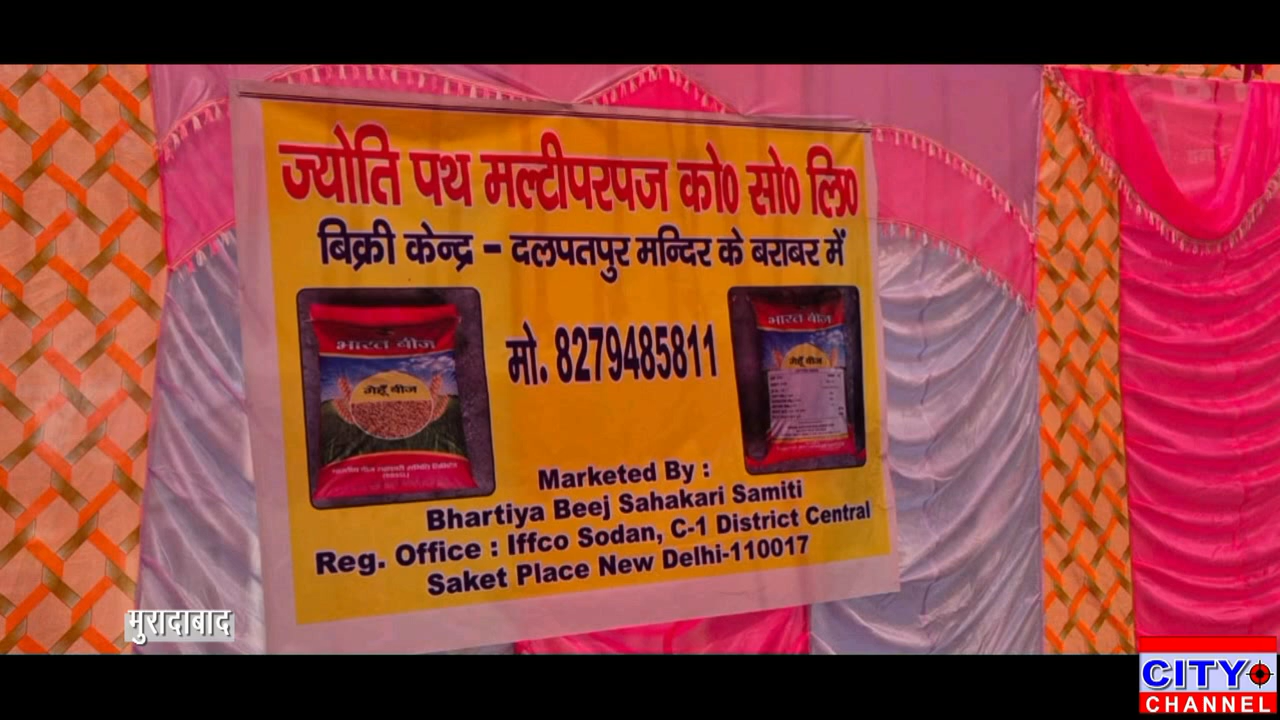 ज्योति पथ मल्टीपरपज को० सो० लि०
बिक्री केन्द्र - दलपतपुर मन्दिर के बराबर में
भारत बीज
गेहूँ बीज
मो. 8279485811
भारत बीज
गेहूँ बीज
Marketed By :
Bhartiya Beej Sahakari Samiti
Reg. Office : Iffco Sodan, C-1 District Central
Saket Place New Delhi-110017
मुरादाबाद
CITY
CHANNEL